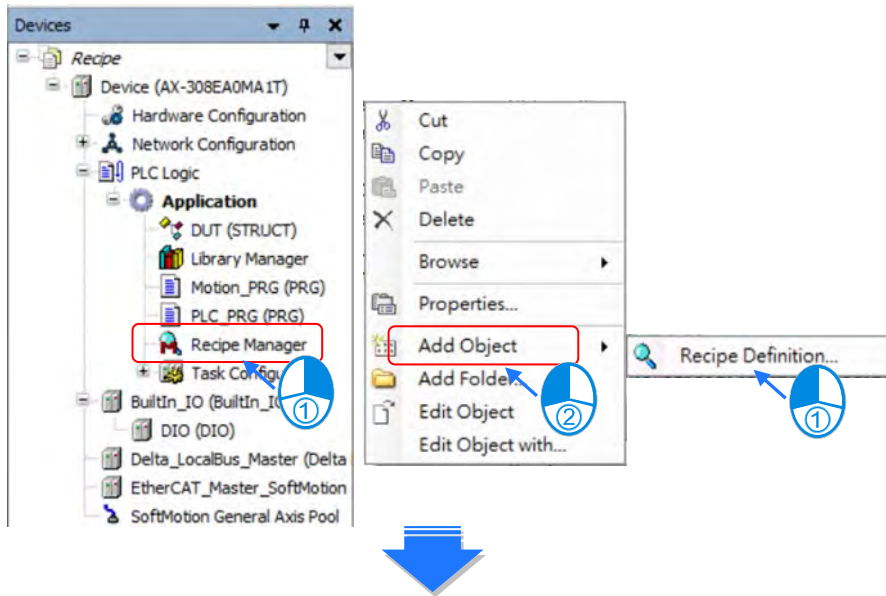 Devices
Recipe
Device (AX-308EA0MA1T)
Hardware Configuration
Network Configuration
PLC Logic
Application
DUT (STRUCT)
Library Manager
Motion_PRG (PRG)
PLC_PRG (PRG)
Recipe Manager
Task Configu
①
BuiltIn_IO (BuiltIn_IO
DIO (DIO)
Delta_LocalBus_Master (Delta
EtherCAT_Master_SoftMotion
SoftMotion General Axis Pool
Cut
Copy
Paste
Delete
Browse
Properties...
Add Object
Add Folder
②
Edit Object
Edit Object with...
Recipe Definition...
①